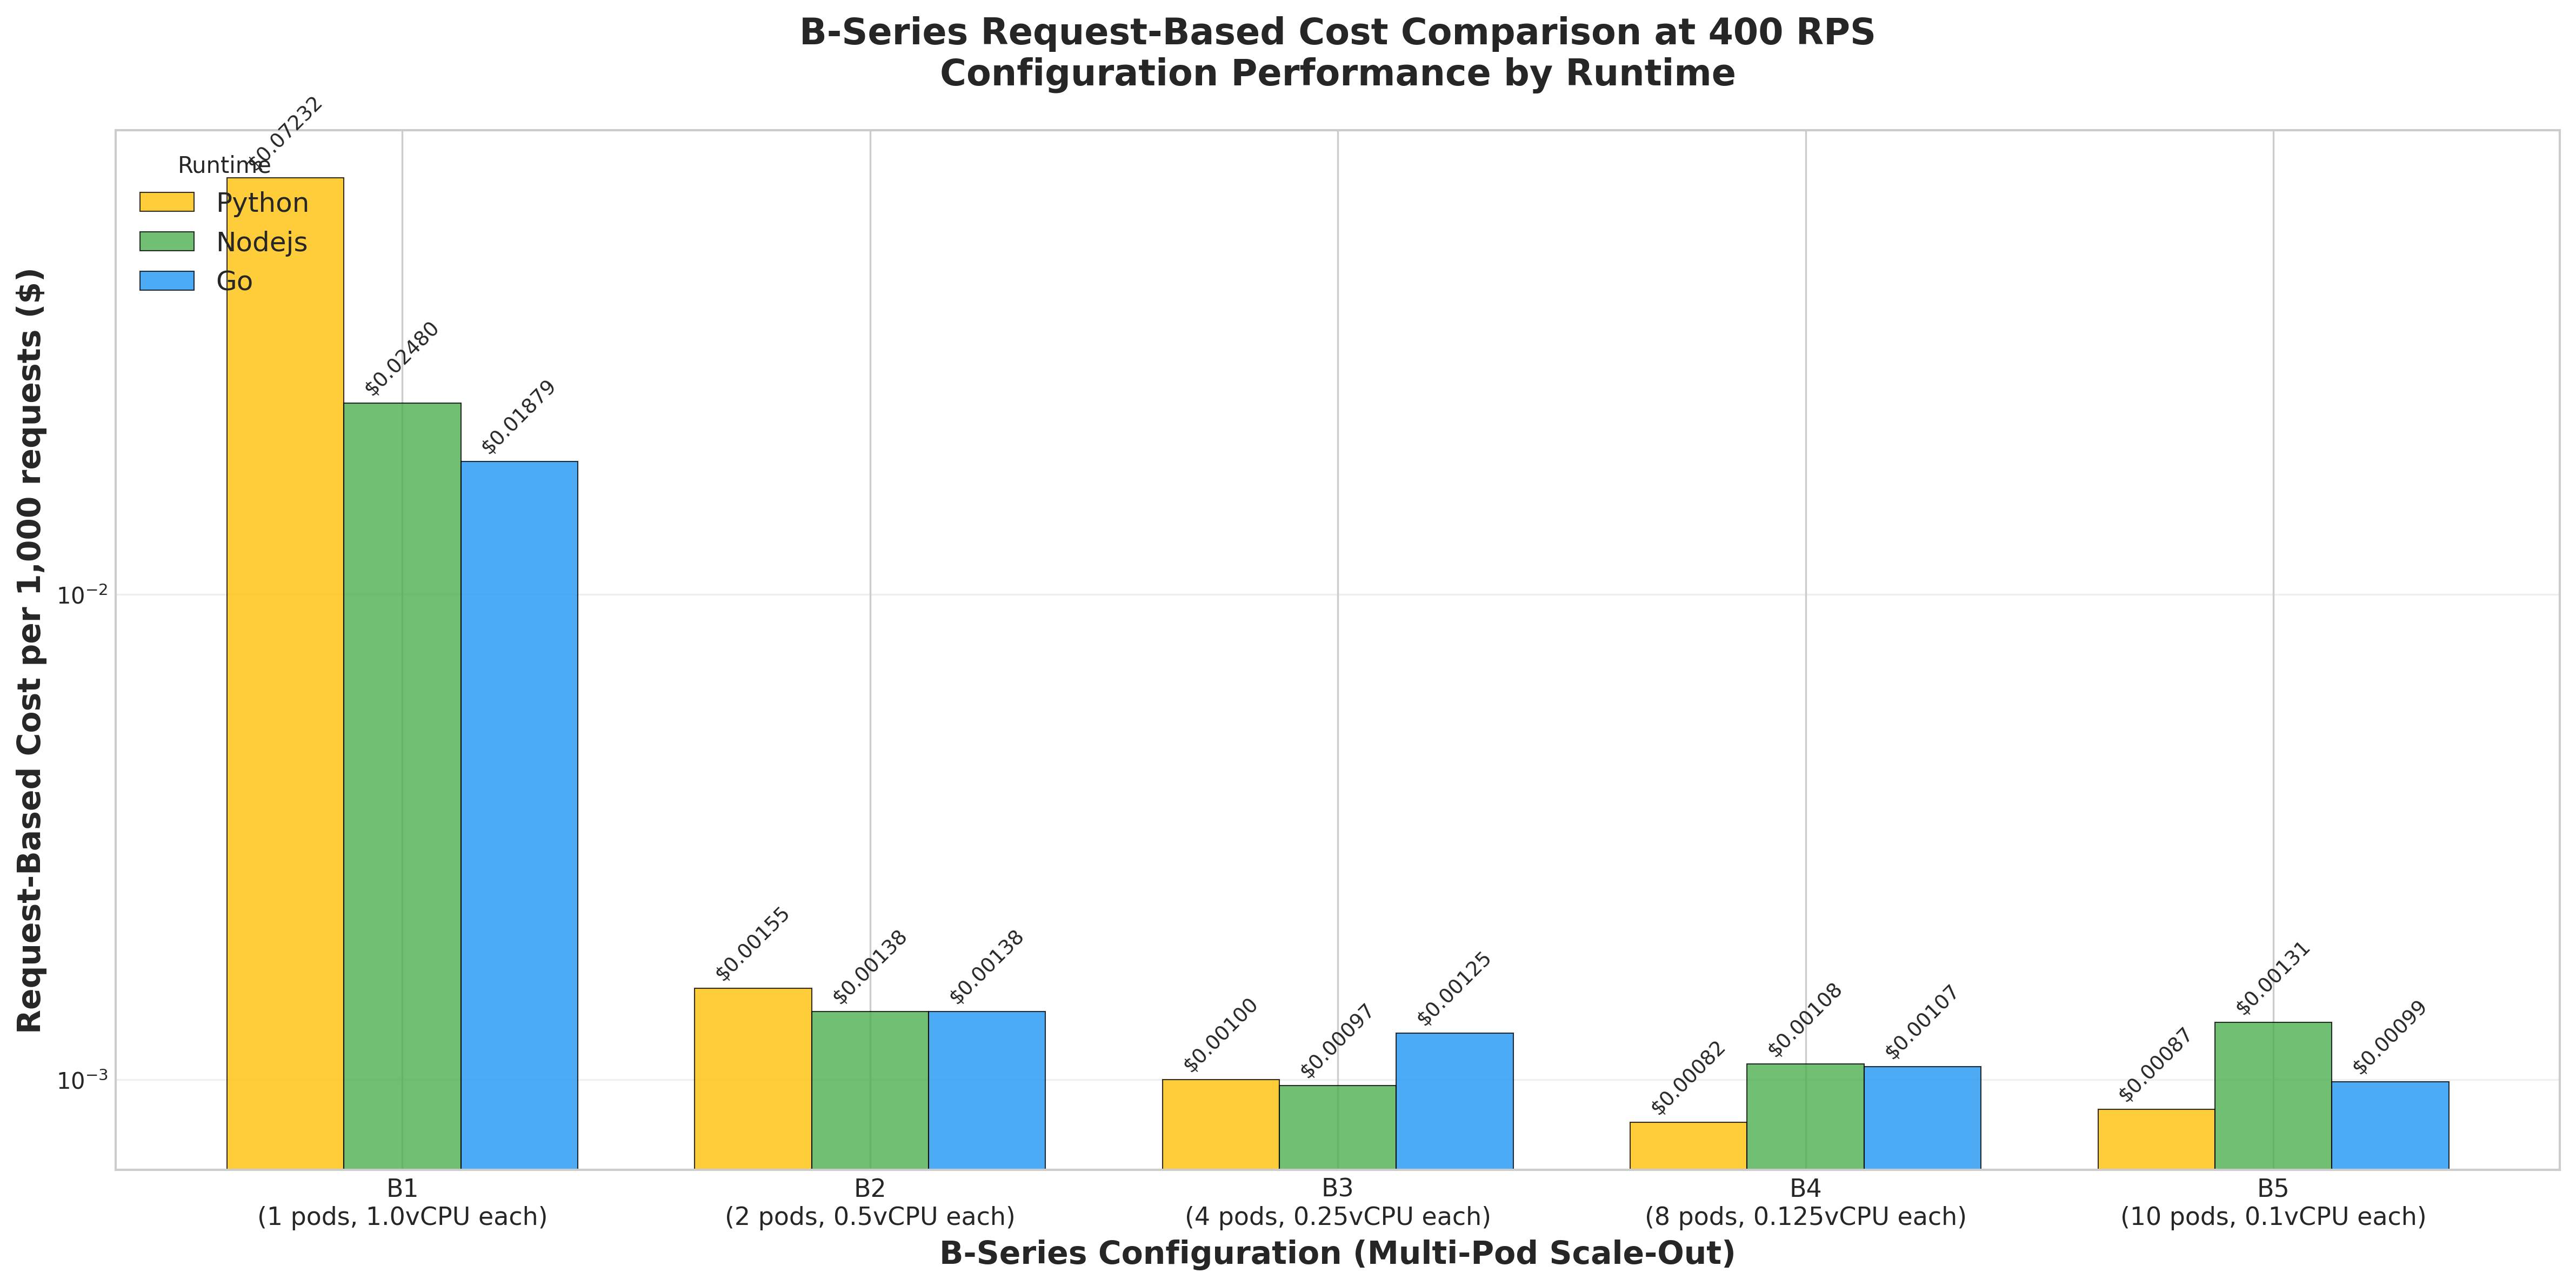 B-Series Request-Based Cost Comparison at 400 RPS
Configuration Performance by Runtime
Request-Based Cost per 1,000 requests ($)
10⁻²
10⁻³
Runtime
Python
Nodejs
Go
$0.07232
$0.02480
$0.01879
$0.00155
$0.00138
$0.00138
$0.00100
$0.00097
$0.00125
$0.00082
$0.00108
$0.00107
$0.00087
$0.00131
$0.00099
B1
(1 pods, 1.0vCPU each)
B2
(2 pods, 0.5vCPU each)
B3
(4 pods, 0.25vCPU each)
B4
(8 pods, 0.125vCPU each)
B5
(10 pods, 0.1vCPU each)
B-Series Configuration (Multi-Pod Scale-Out)